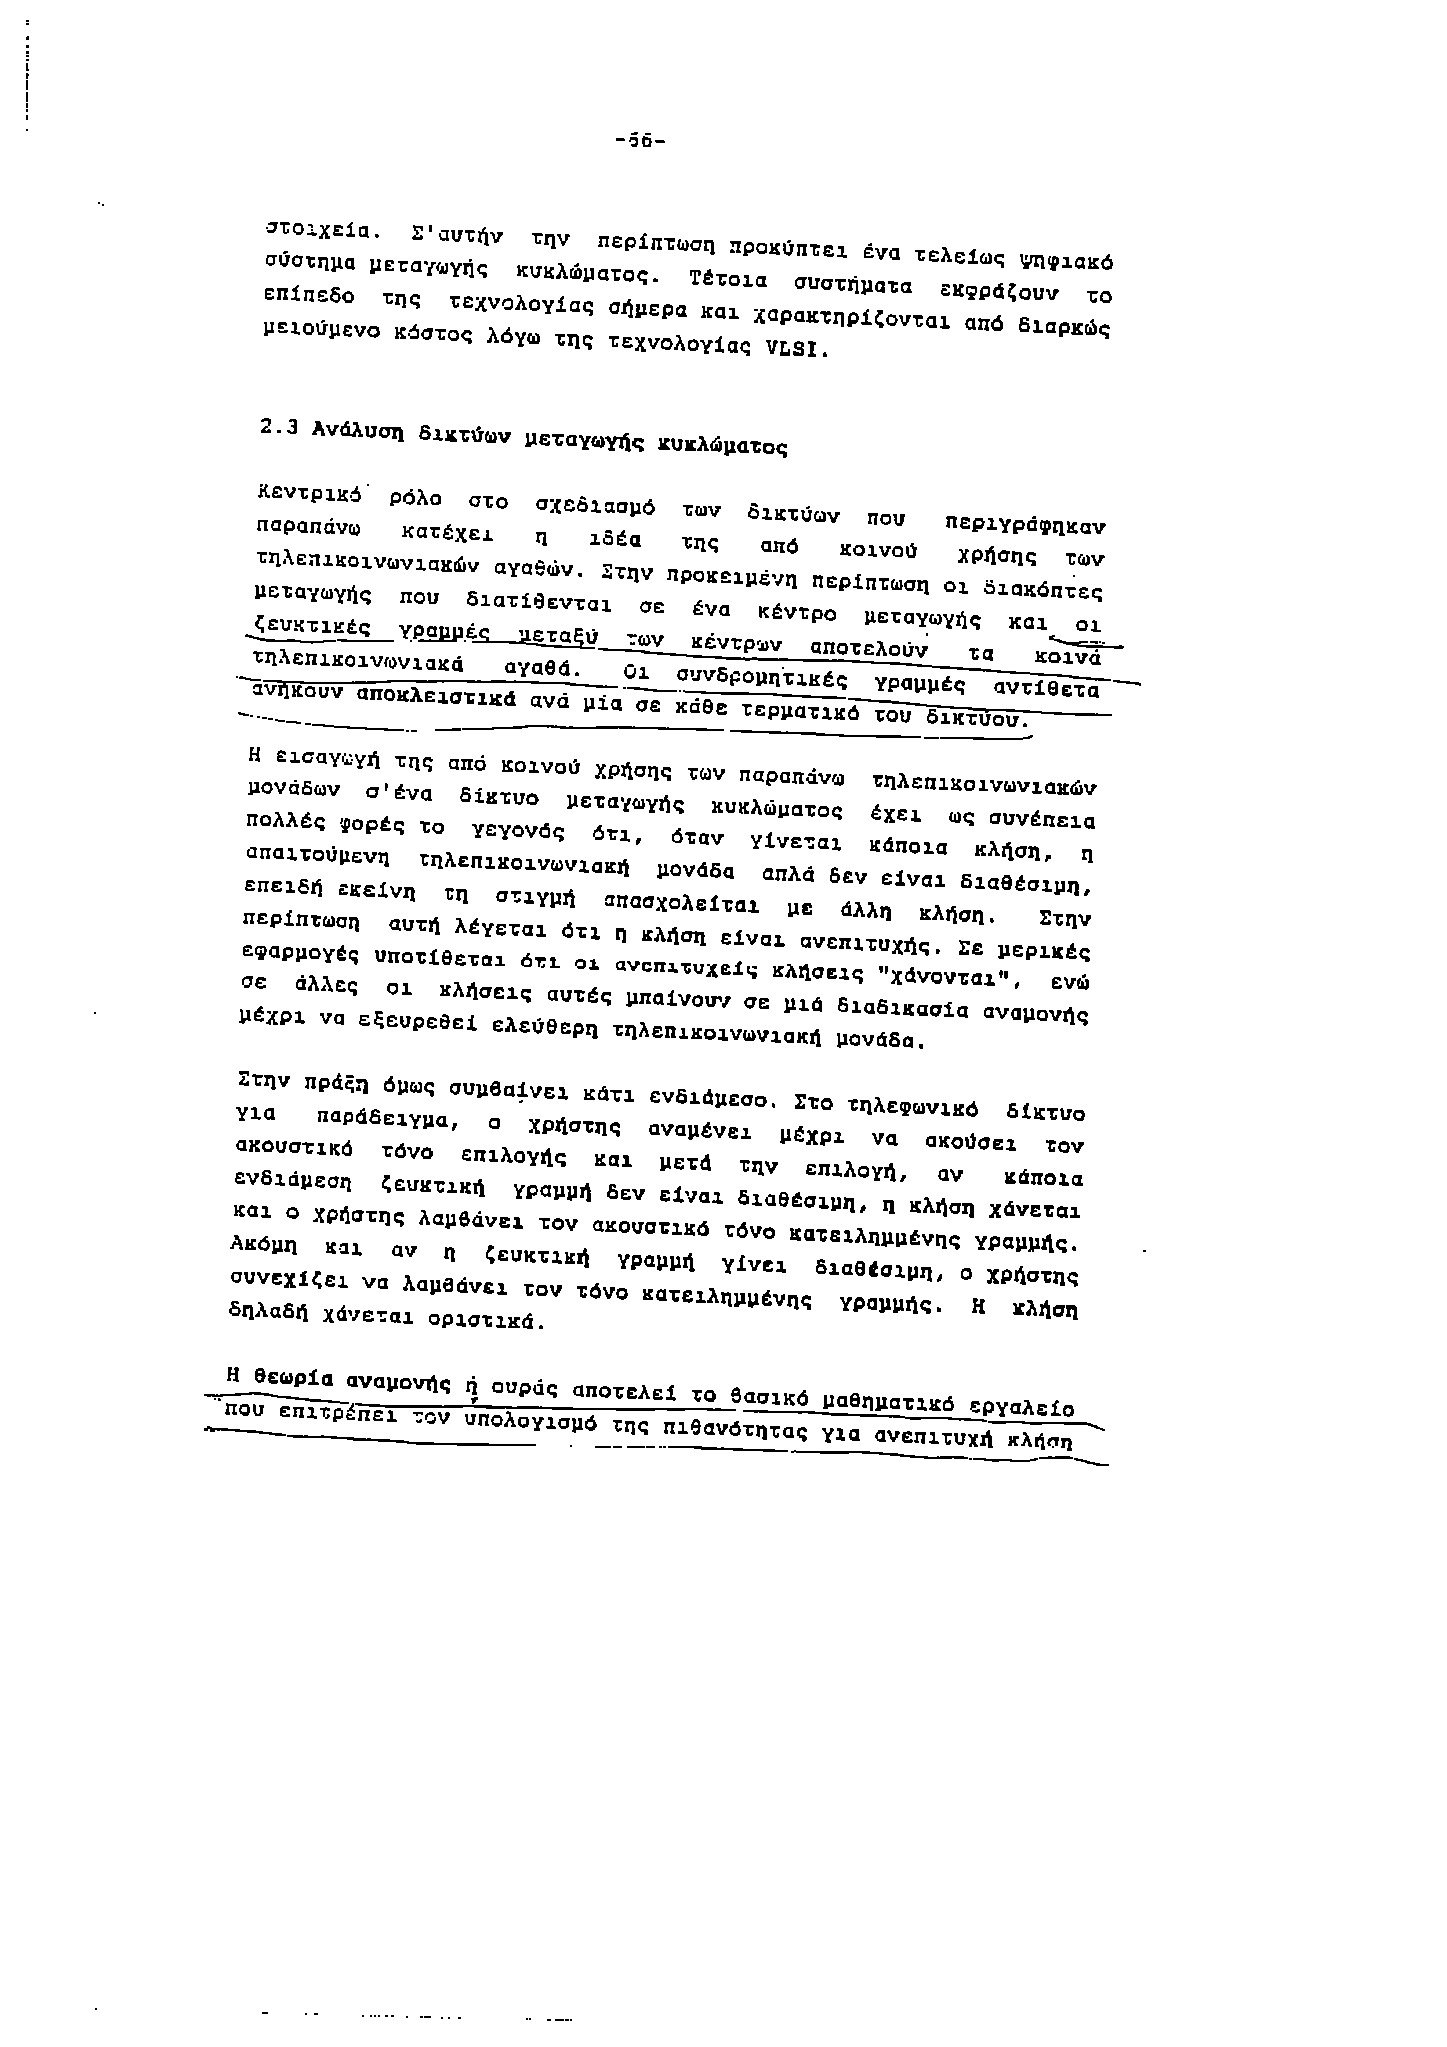 -56-
στοιχεία. Σ'αυτήν την περίπτωση προκύπτει ένα τελείως ψηφιακό
σύστημα μεταγωγής κυκλώματος. Τέτοια συστήματα εκφράζουν το
επίπεδο της τεχνολογίας σήμερα και χαρακτηρίζονται από διαρκώς
μειούμενο κόστος λόγω της τεχνολογίας VLSI.
2.3 Ανάλυση δικτύων μεταγωγής κυκλώματος
Κεντρικό ρόλο στο σχεδιασμό των δικτύων που περιγράφηκαν
παραπάνω κατέχει η ιδέα της από κοινού χρήσης των
τηλεπικοινωνιακών αγαθών. Στην προκειμένη περίπτωση οι διακόπτες
μεταγωγής που διατίθενται σε ένα κέντρο μεταγωγής και οι
ζευκτικές γραμμές μεταξύ των κέντρων αποτελούν τα κοινά
τηλεπικοινωνιακά αγαθά. Οι συνδρομητικές γραμμές αντίθετα
ανήκουν αποκλειστικά ανά μία σε κάθε τερματικό του δικτύου.
Η εισαγωγή της από κοινού χρήσης των παραπάνω τηλεπικοινωνιακών
μονάδων σ'ένα δίκτυο μεταγωγής κυκλώματος έχει ως συνέπεια
πολλές φορές το γεγονός ότι, όταν γίνεται κάποια κλήση, η
απαιτούμενη τηλεπικοινωνιακή μονάδα απλά δεν είναι διαθέσιμη,
επειδή εκείνη τη στιγμή απασχολείται με άλλη κλήση. Στην
περίπτωση αυτή λέγεται ότι η κλήση είναι ανεπιτυχής. Σε μερικές
εφαρμογές υποτίθεται ότι οι ανεπιτυχείς κλήσεις "χάνονται", ενώ
σε άλλες οι κλήσεις αυτές μπαίνουν σε μιά διαδικασία αναμονής
μέχρι να εξευρεθεί ελεύθερη τηλεπικοινωνιακή μονάδα.
Στην πράξη όμως συμβαίνει κάτι ενδιάμεσο. Στο τηλεφωνικό δίκτυο
για παράδειγμα, ο χρήστης αναμένει μέχρι να ακούσει τον
ακουστικό τόνο επιλογής και μετά την επιλογή, αν κάποια
ενδιάμεση ζευκτική γραμμή δεν είναι διαθέσιμη, η κλήση χάνεται
και ο χρήστης λαμβάνει τον ακουστικό τόνο κατειλημμένης γραμμής.
Ακόμη και αν η ζευκτική γραμμή γίνει διαθέσιμη, ο χρήστης
συνεχίζει να λαμβάνει τον τόνο κατειλημμένης γραμμής. Η κλήση
δηλαδή χάνεται οριστικά.
Η θεωρία αναμονής ή ουράς αποτελεί το βασικό μαθηματικό εργαλείο
που επιτρέπει τον υπολογισμό της πιθανότητας για ανεπιτυχή κλήση